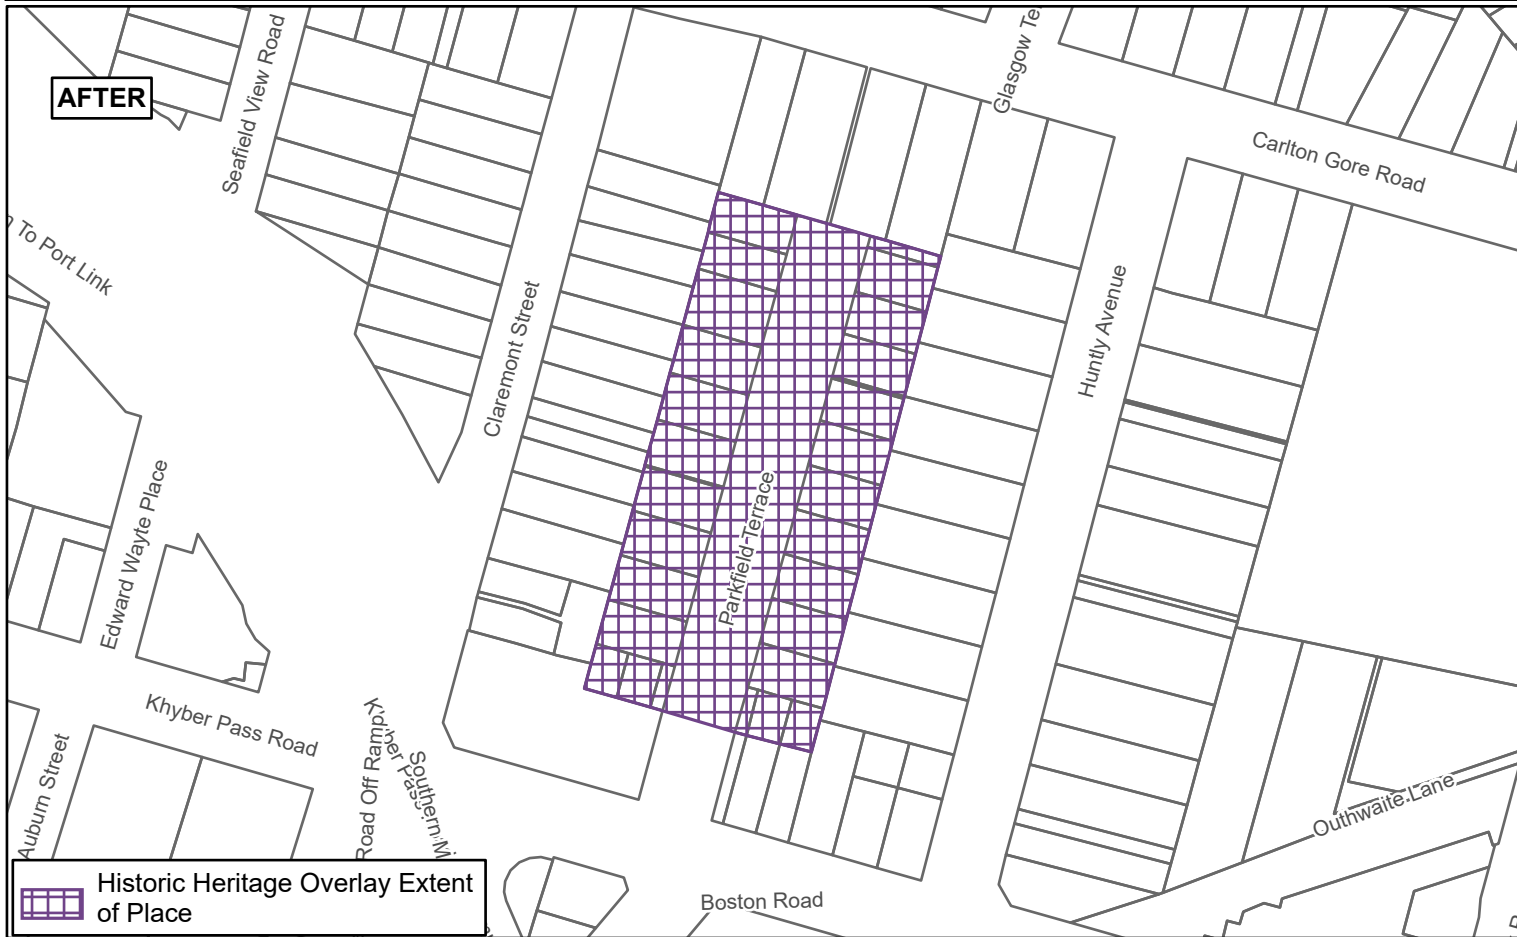 AFTER
Seafield View Road
Glasgow Te
Carlton Gore Road
To Port Link
Claremont Street
Huntly Avenue
Parkfield Terrace
Edward Wayte Place
Khyber Pass Road
Auburn Street
Road Off Ramp
Khyber Pass
Southern M
Outhwaite Lane
Boston Road
Historic Heritage Overlay Extent
of Place